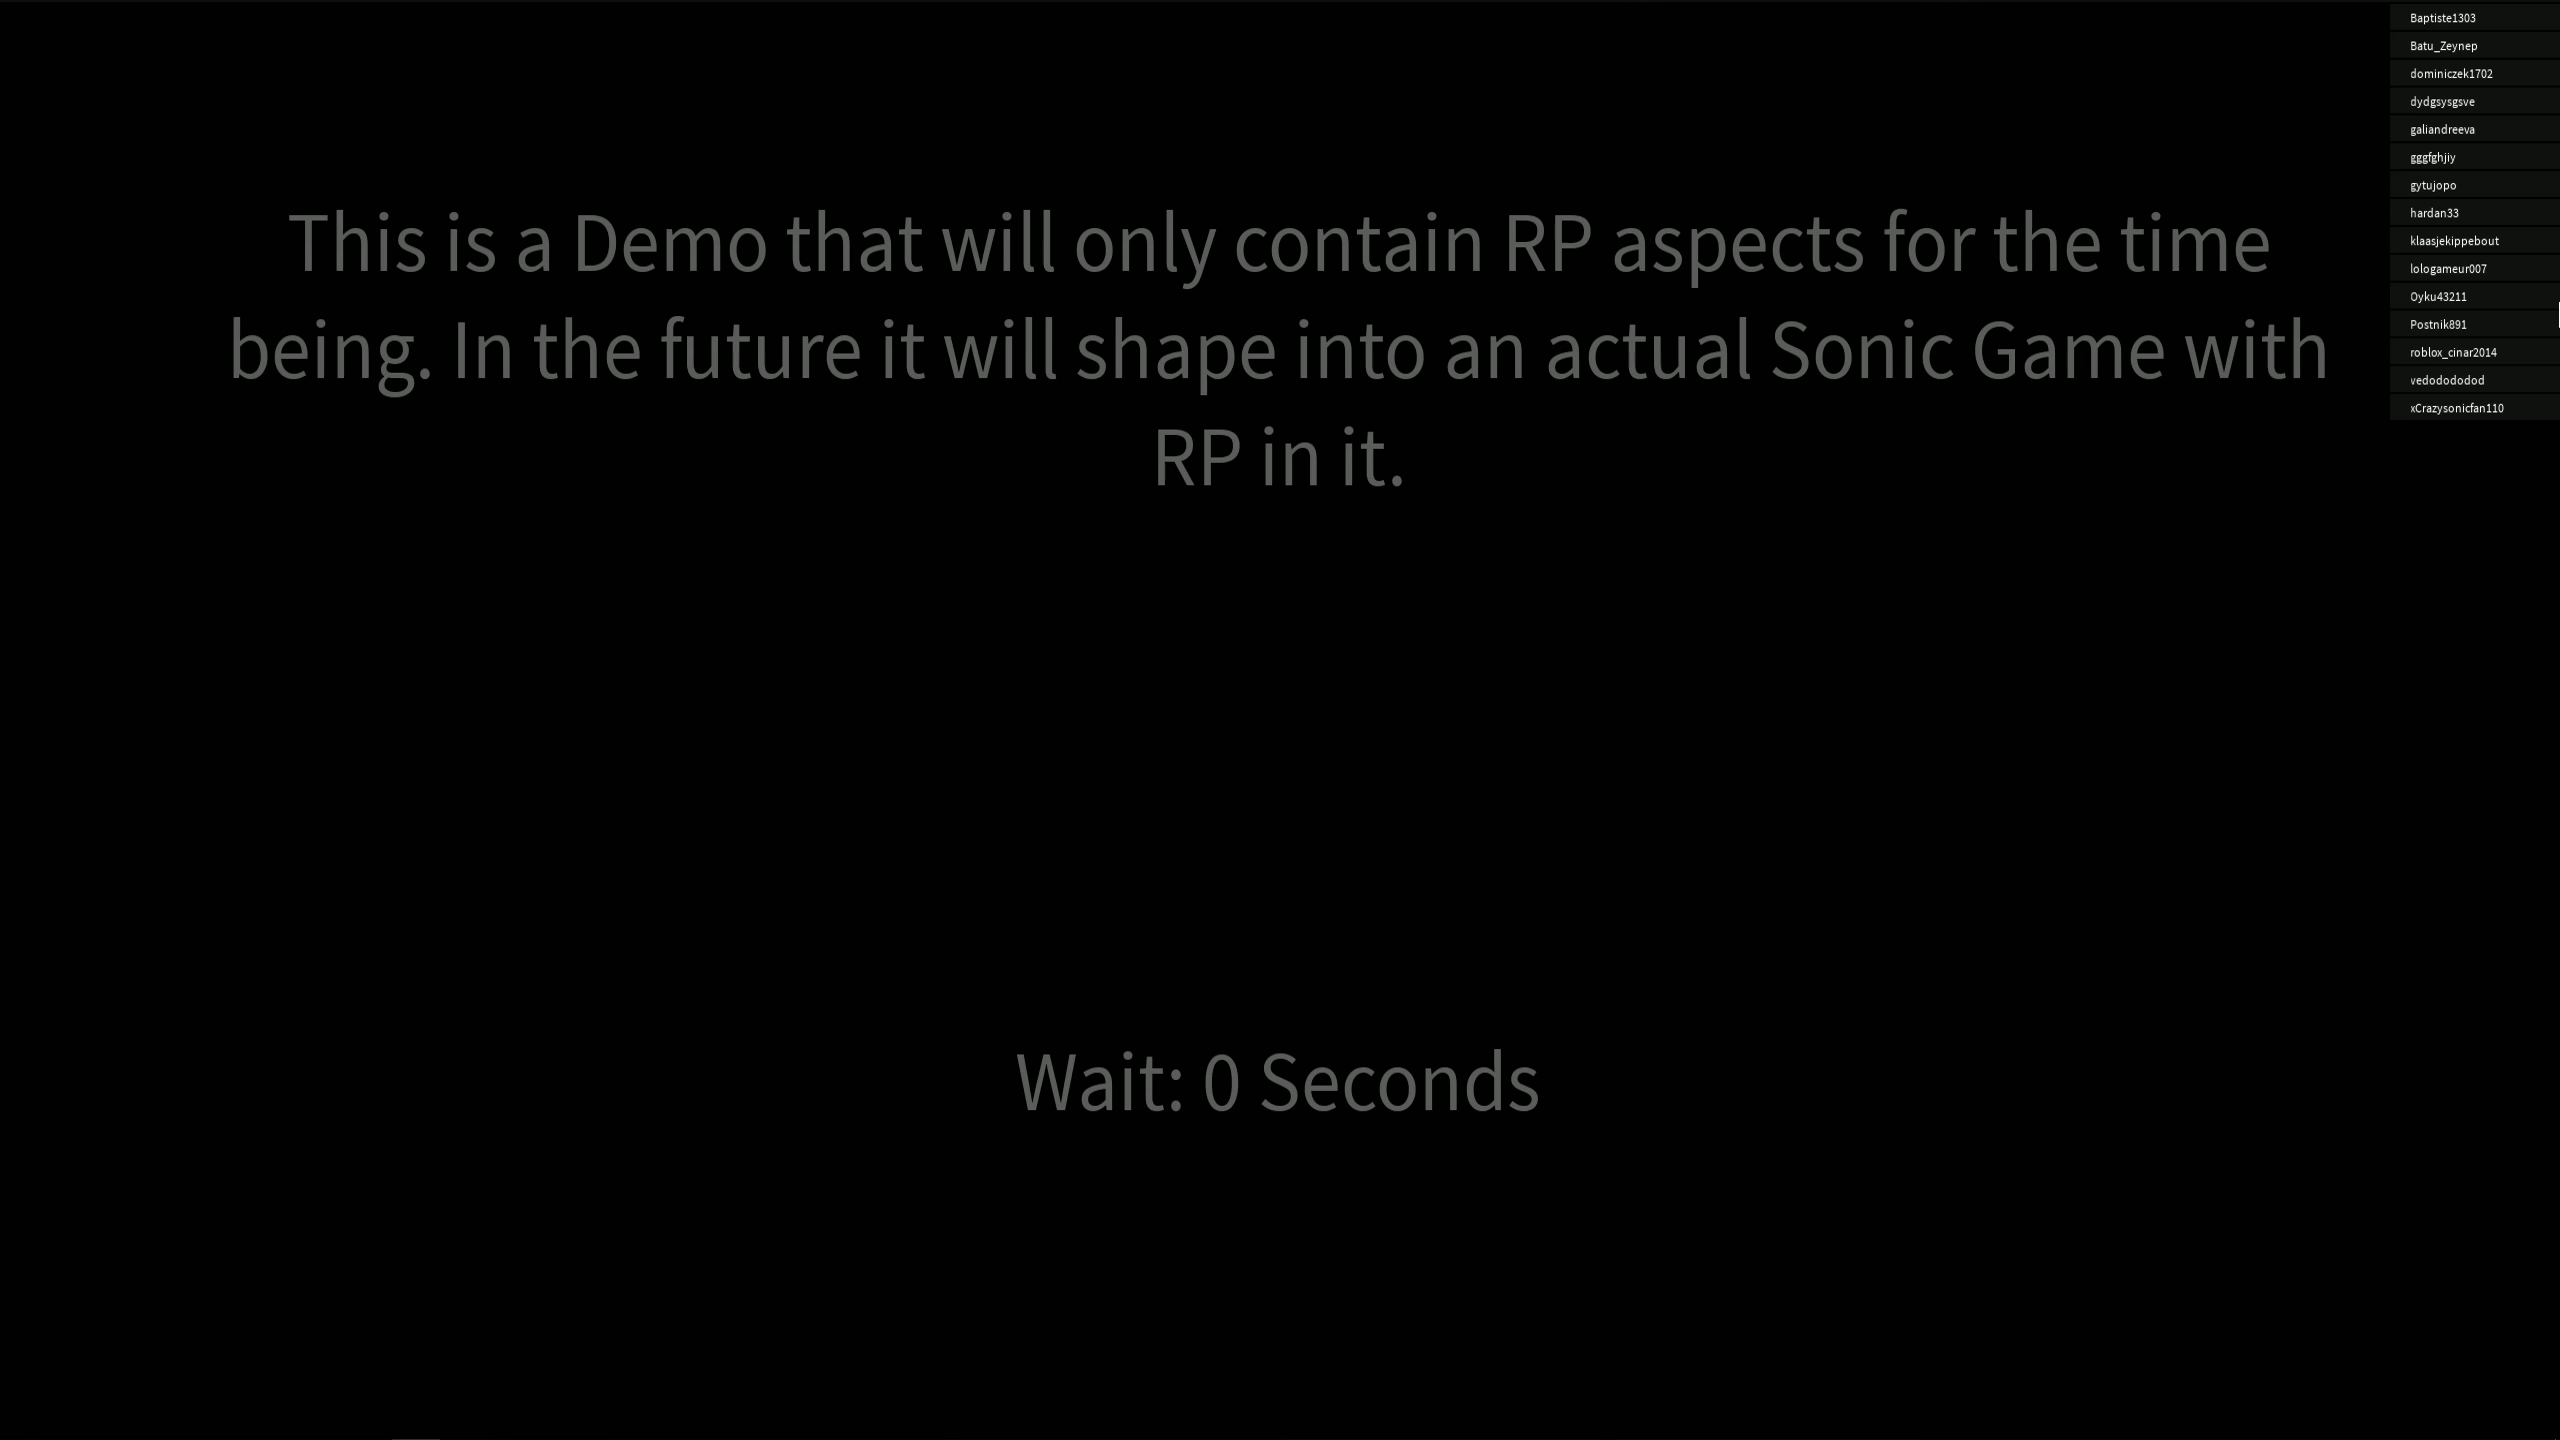 This is a Demo that will only contain RP aspects for the time
being. In the future it will shape into an actual Sonic Game with
RP in it.
Wait: 0 Seconds
Baptiste1303
Batu_Zeynep
dominiczek1702
dydgsysgsve
galiandreeva
gggfghjiy
gytujopo
hardan33
klaasjekippebout
lologameur007
Oyku43211
Postnik891
roblox_cinar2014
vedodododod
xCrazysonicfan110